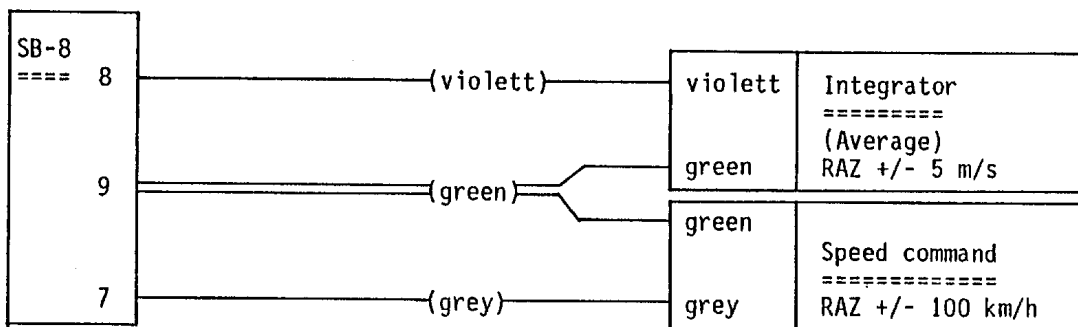 SB-8
====
8
(violett)
violett
Integrator
=========
(Average)
RAZ +/- 5 m/s
9
(green)
green
green
Speed command
=============
RAZ +/- 100 km/h
7
(grey)
grey